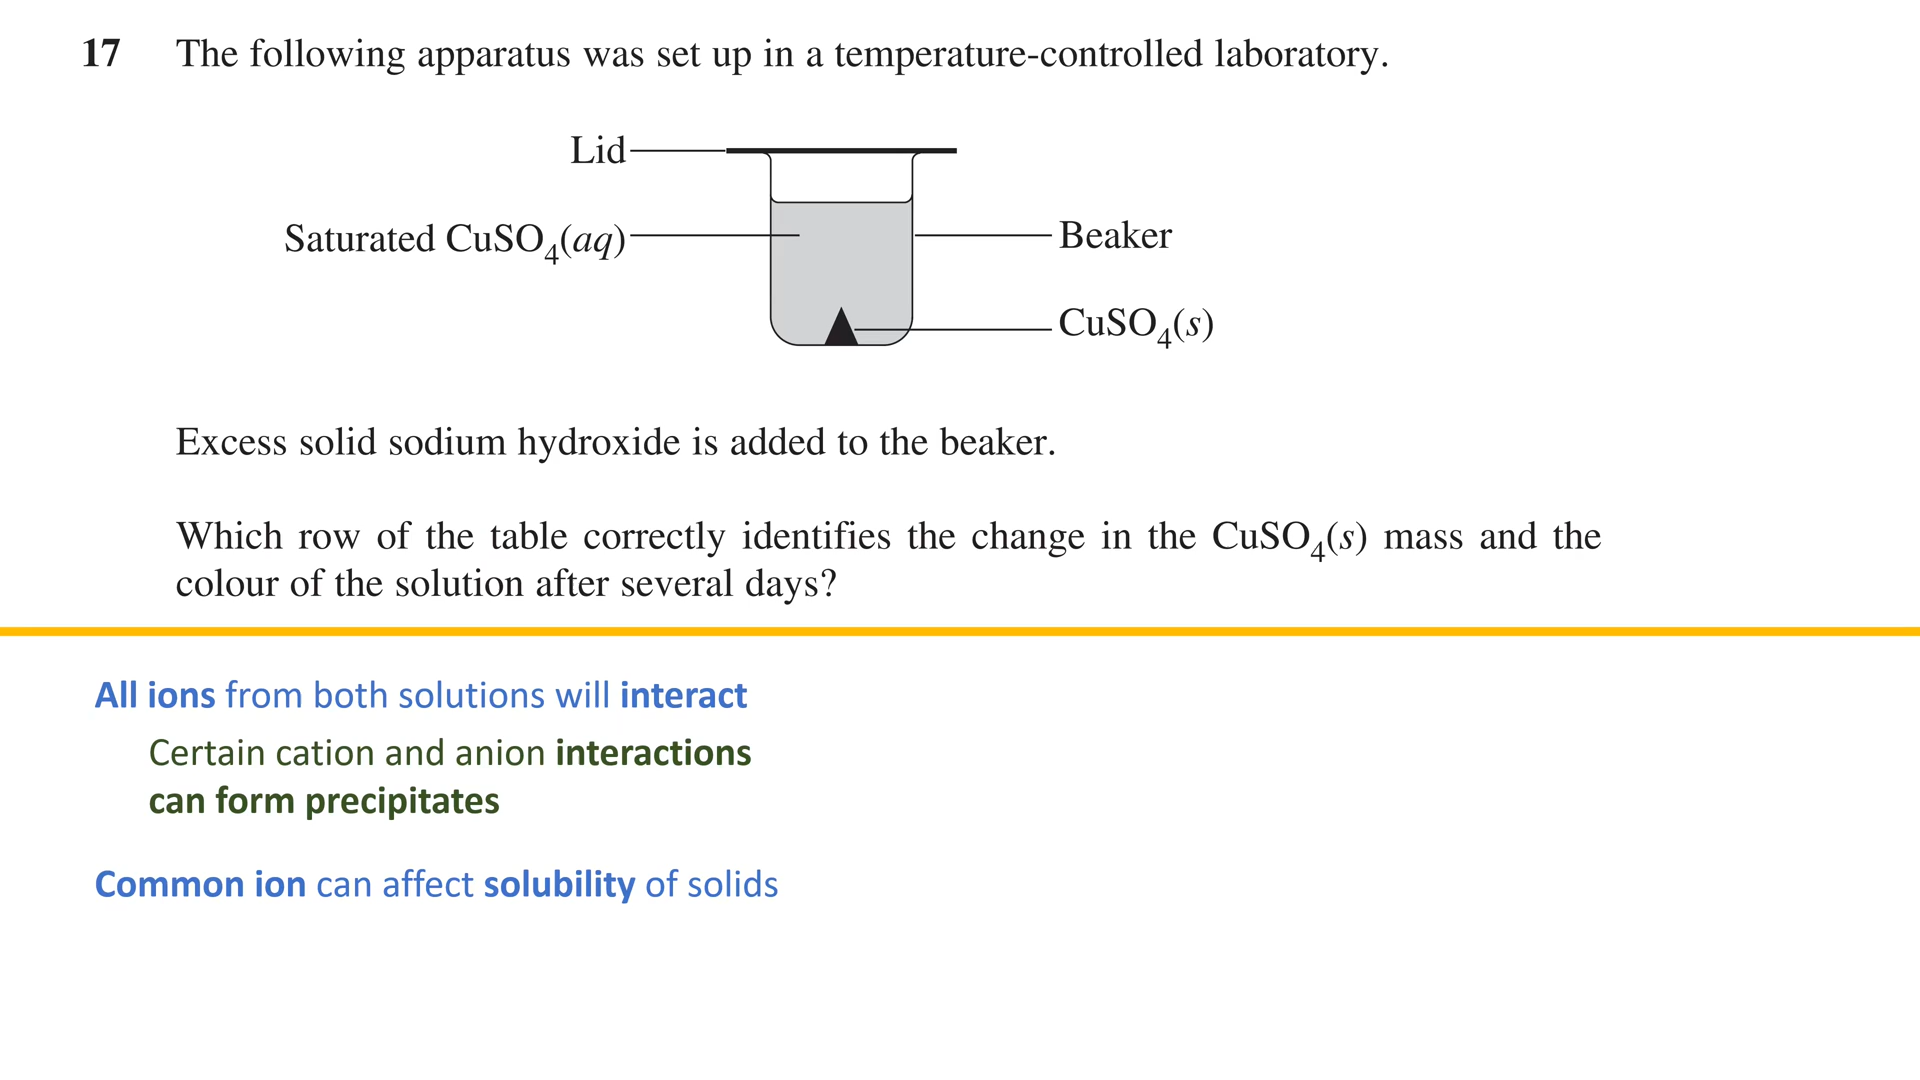 17 The following apparatus was set up in a temperature-controlled laboratory.
Lid
Saturated CuSO₄(aq)
Beaker
CuSO₄(s)
Excess solid sodium hydroxide is added to the beaker.
Which row of the table correctly identifies the change in the CuSO₄(s) mass and the
colour of the solution after several days?
All ions from both solutions will interact
Certain cation and anion interactions
can form precipitates
Common ion can affect solubility of solids